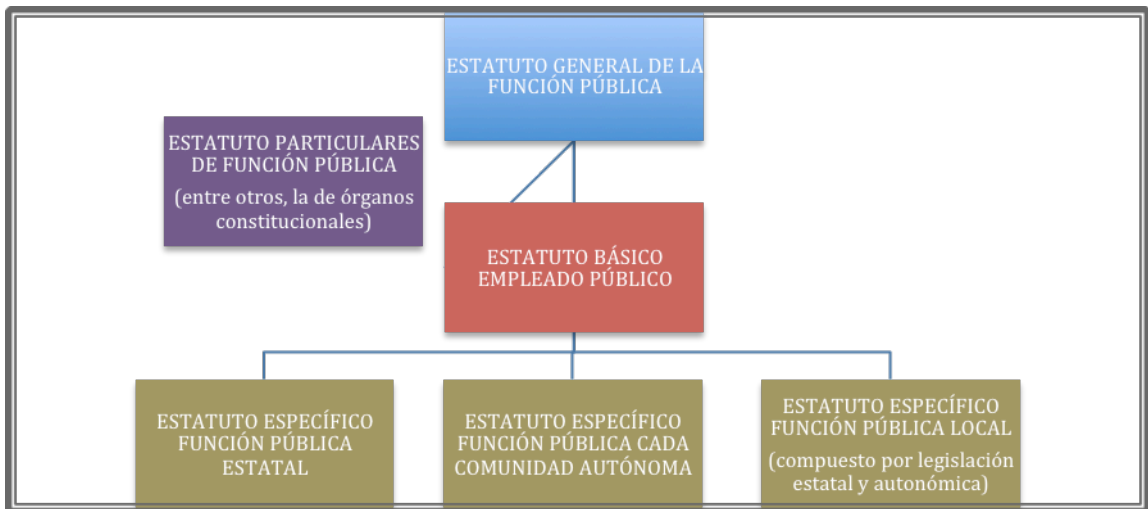 ESTATUTO GENERAL DE LA
FUNCIÓN PÚBLICA
ESTATUTO PARTICULARES
DE FUNCIÓN PÚBLICA
(entre otros, la de órganos
constitucionales)
ESTATUTO BÁSICO
EMPLEADO PÚBLICO
ESTATUTO ESPECÍFICO
FUNCIÓN PÚBLICA
ESTATAL
ESTATUTO ESPECÍFICO
FUNCIÓN PÚBLICA CADA
COMUNIDAD AUTÓNOMA
ESTATUTO ESPECÍFICO
FUNCIÓN PÚBLICA LOCAL
(compuesto por legislación
estatal y autonómica)